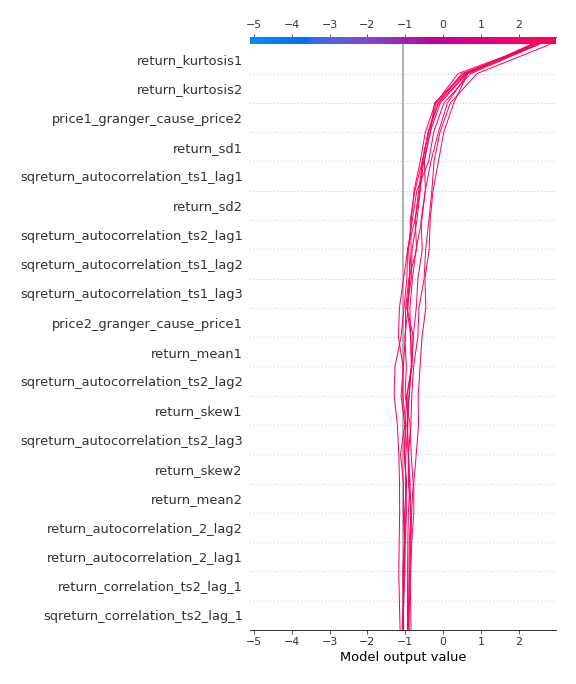 −5 −4 −3 −2 −1 0 1 2
return_kurtosis1
return_kurtosis2
price1_granger_cause_price2
return_sd1
sqreturn_autocorrelation_ts1_lag1
return_sd2
sqreturn_autocorrelation_ts2_lag1
sqreturn_autocorrelation_ts1_lag2
sqreturn_autocorrelation_ts1_lag3
price2_granger_cause_price1
return_mean1
sqreturn_autocorrelation_ts2_lag2
return_skew1
sqreturn_autocorrelation_ts2_lag3
return_skew2
return_mean2
return_autocorrelation_2_lag2
return_autocorrelation_2_lag1
return_correlation_ts2_lag_1
sqreturn_correlation_ts2_lag_1
−5 −4 −3 −2 −1 0 1 2
Model output value